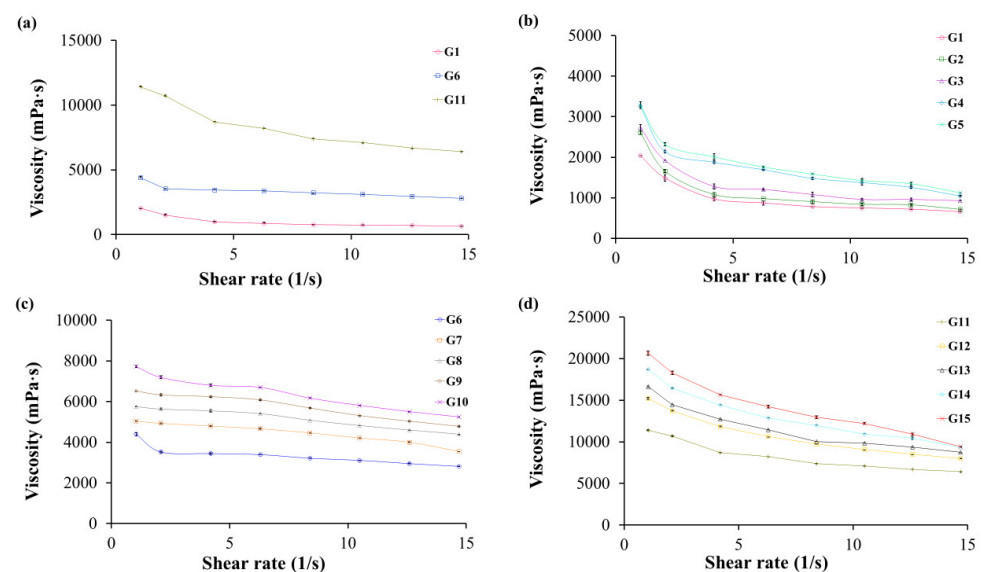 (a)
15000
10000
5000
0
0
5
10
15
Viscosity (mPa·s)
Shear rate (1/s)
G1
G6
G11
(b)
5000
4000
3000
2000
1000
0
0
5
10
15
Viscosity (mPa·s)
Shear rate (1/s)
G1
G2
G3
G4
G5
(c)
10000
8000
6000
4000
2000
0
0
5
10
15
Viscosity (mPa·s)
Shear rate (1/s)
G6
G7
G8
G9
G10
(d)
25000
20000
15000
10000
5000
0
0
5
10
15
Viscosity (mPa·s)
Shear rate (1/s)
G11
G12
G13
G14
G15